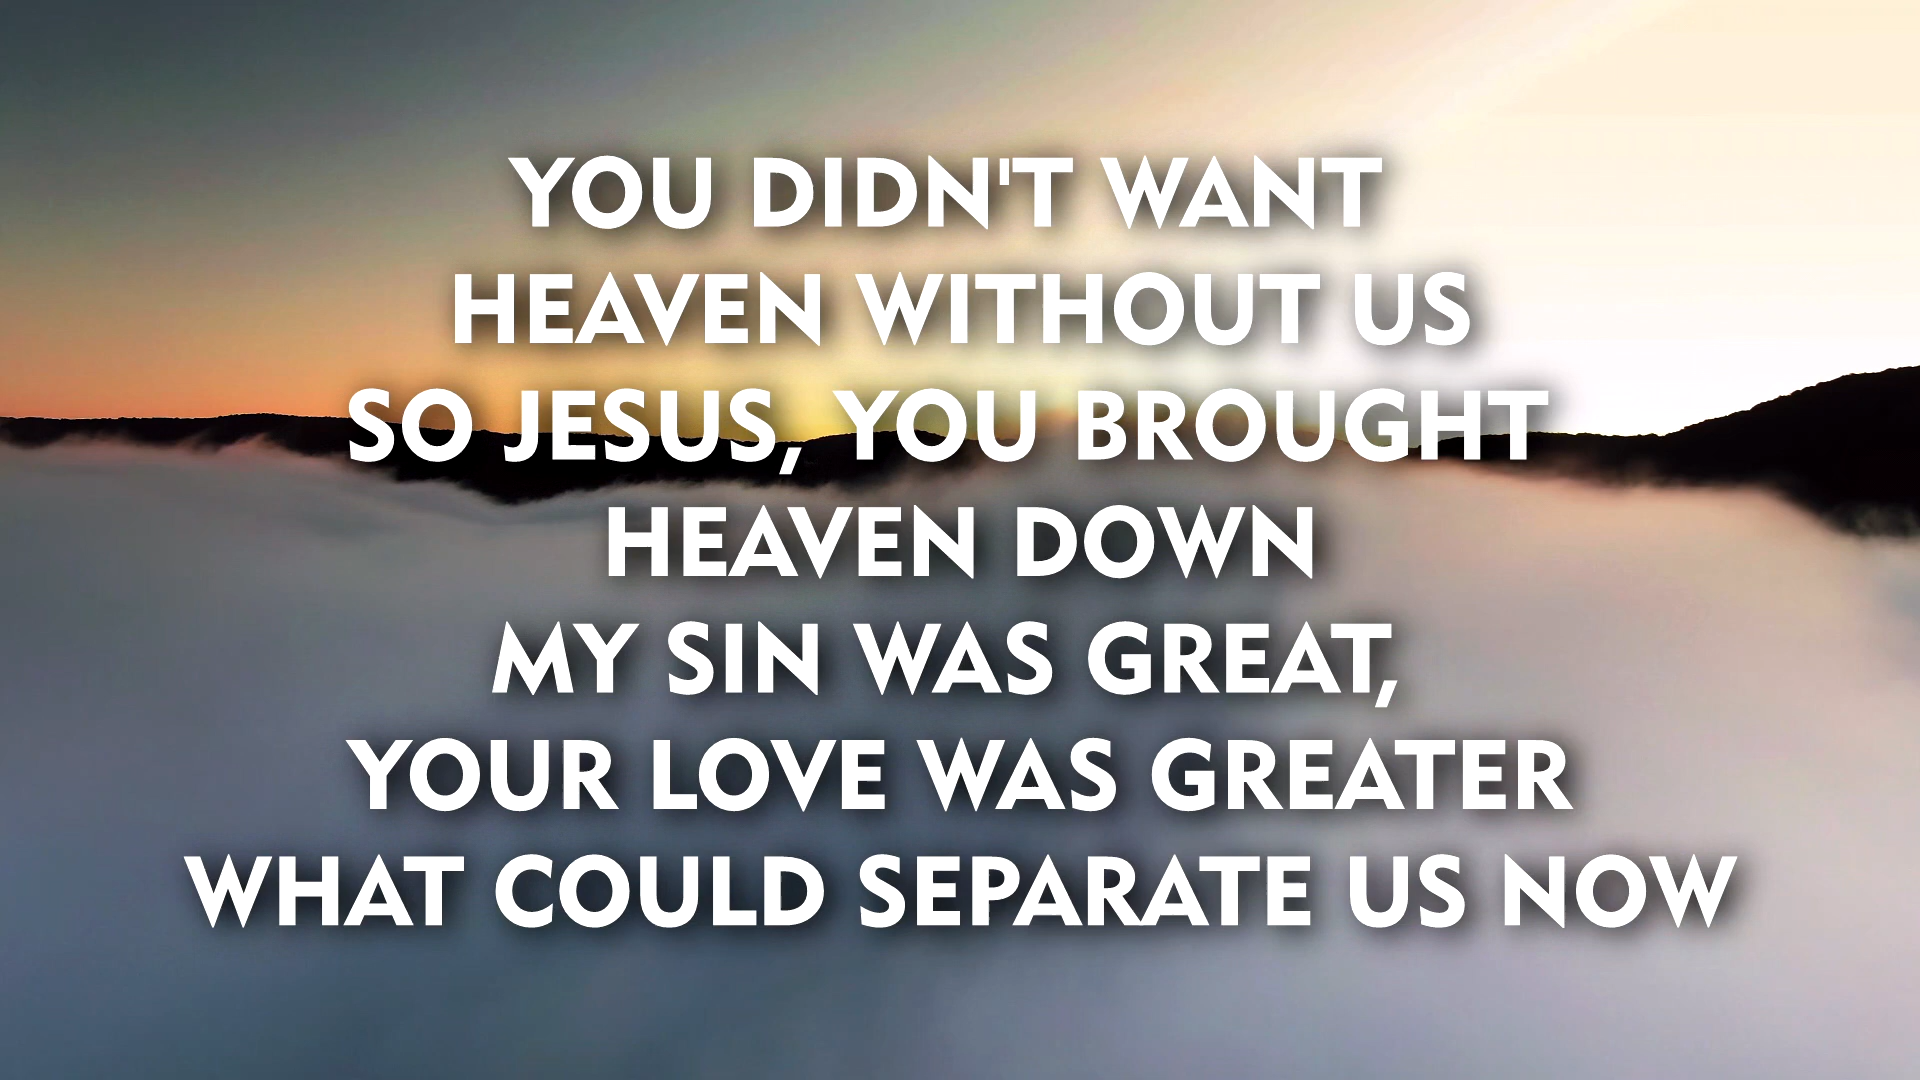 YOU DIDN'T WANT
HEAVEN WITHOUT US
SO JESUS, YOU BROUGHT
HEAVEN DOWN
MY SIN WAS GREAT,
YOUR LOVE WAS GREATER
WHAT COULD SEPARATE US NOW